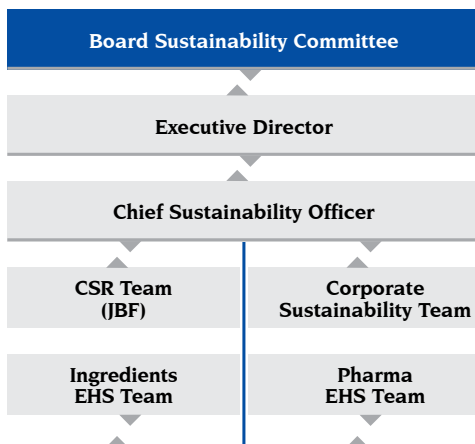 Board Sustainability Committee
Executive Director
Chief Sustainability Officer
CSR Team
(JBF)
Corporate
Sustainability Team
Ingredients
EHS Team
Pharma
EHS Team